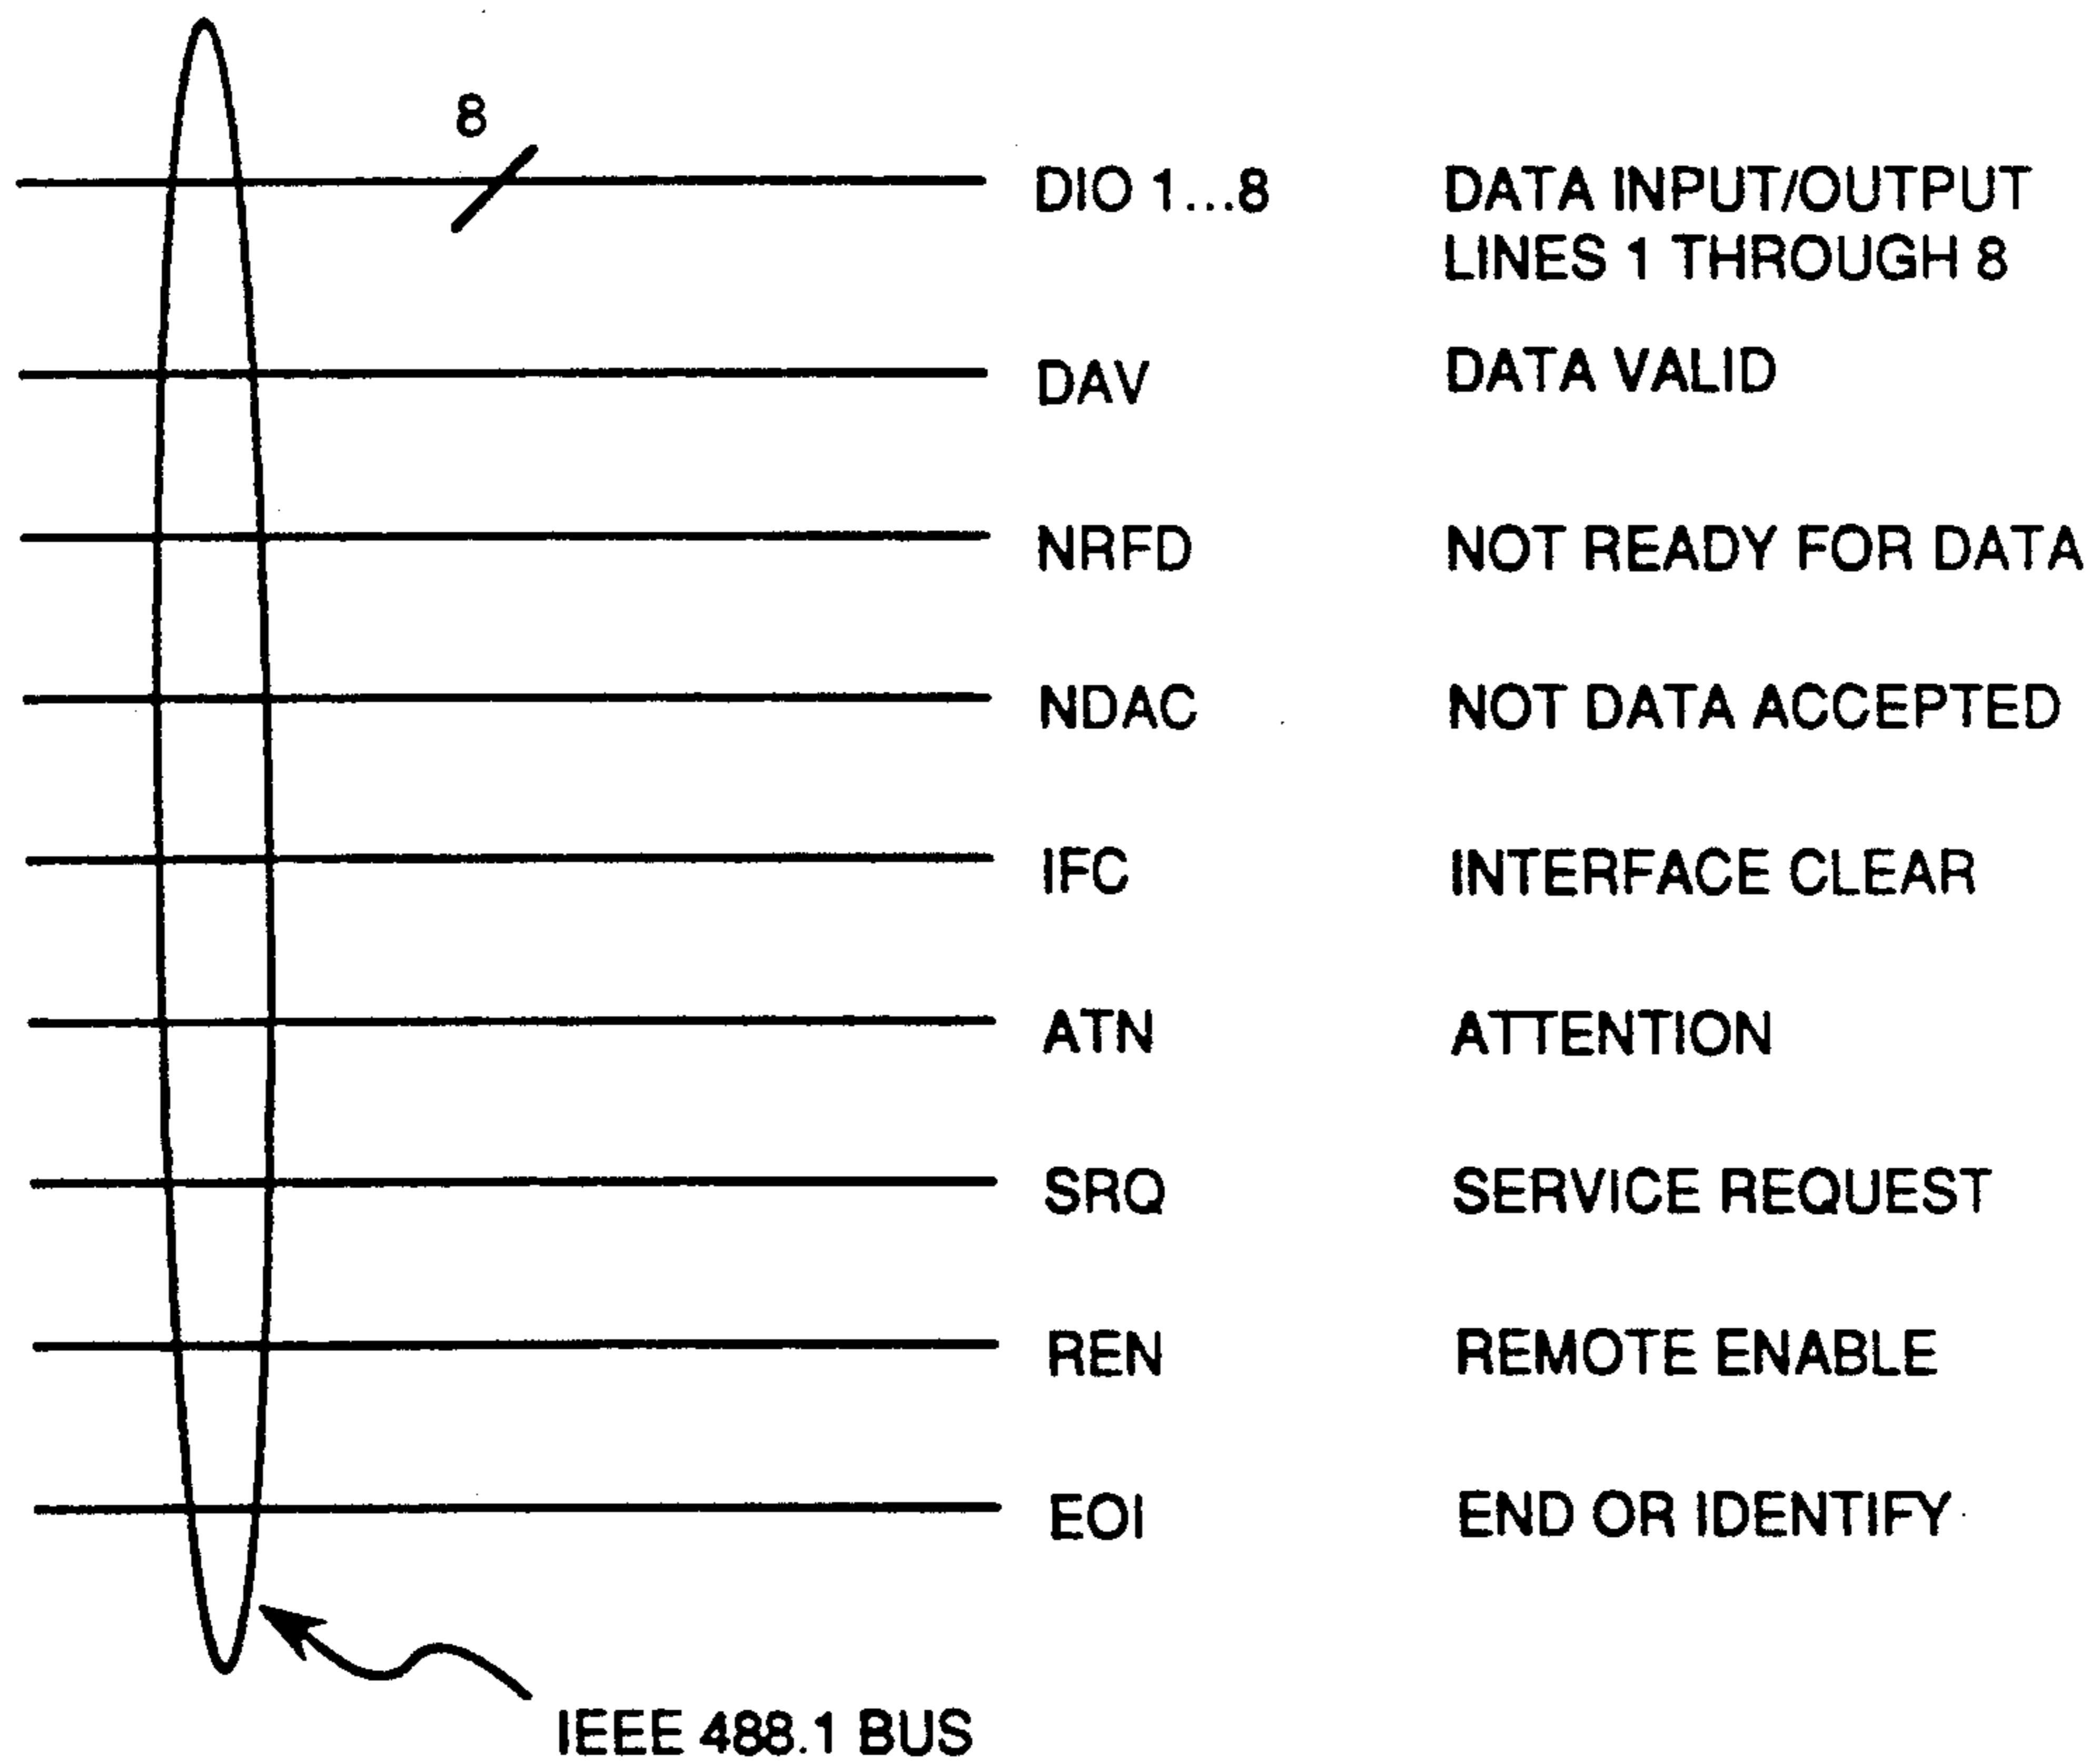 8
DIO 1...8 DATA INPUT/OUTPUT
LINES 1 THROUGH 8
DAV DATA VALID
NRFD NOT READY FOR DATA
NDAC NOT DATA ACCEPTED
IFC INTERFACE CLEAR
ATN ATTENTION
SRQ SERVICE REQUEST
REN REMOTE ENABLE
EOI END OR IDENTIFY
IEEE 488.1 BUS